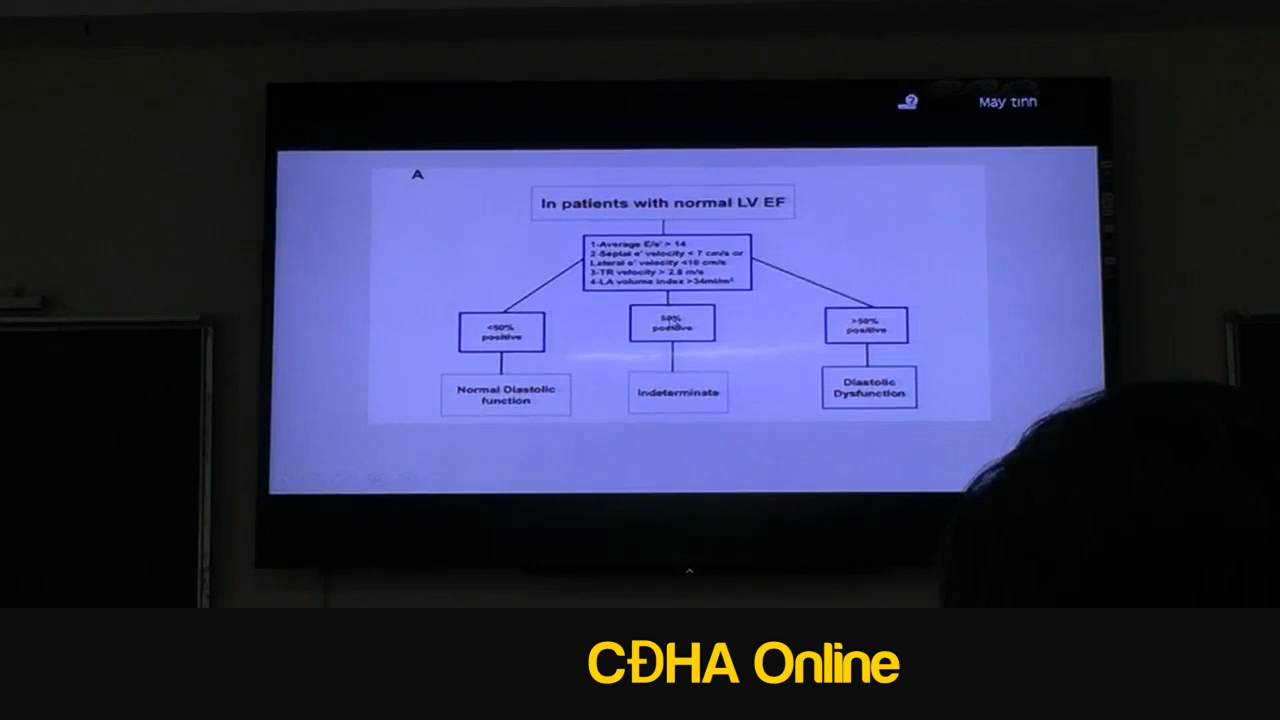 May tinh
A
In patients with normal LV EF
1-Average E/e' > 14
2-Septal e' velocity < 7 cm/s or
Lateral e' velocity <10 cm/s
3-TR velocity > 2.8 m/s
4-LA volume index >34ml/m²
<50%
positive
50%
positive
>50%
positive
Normal Diastolic
function
Indeterminate
Diastolic
Dysfunction
CĐHA Online